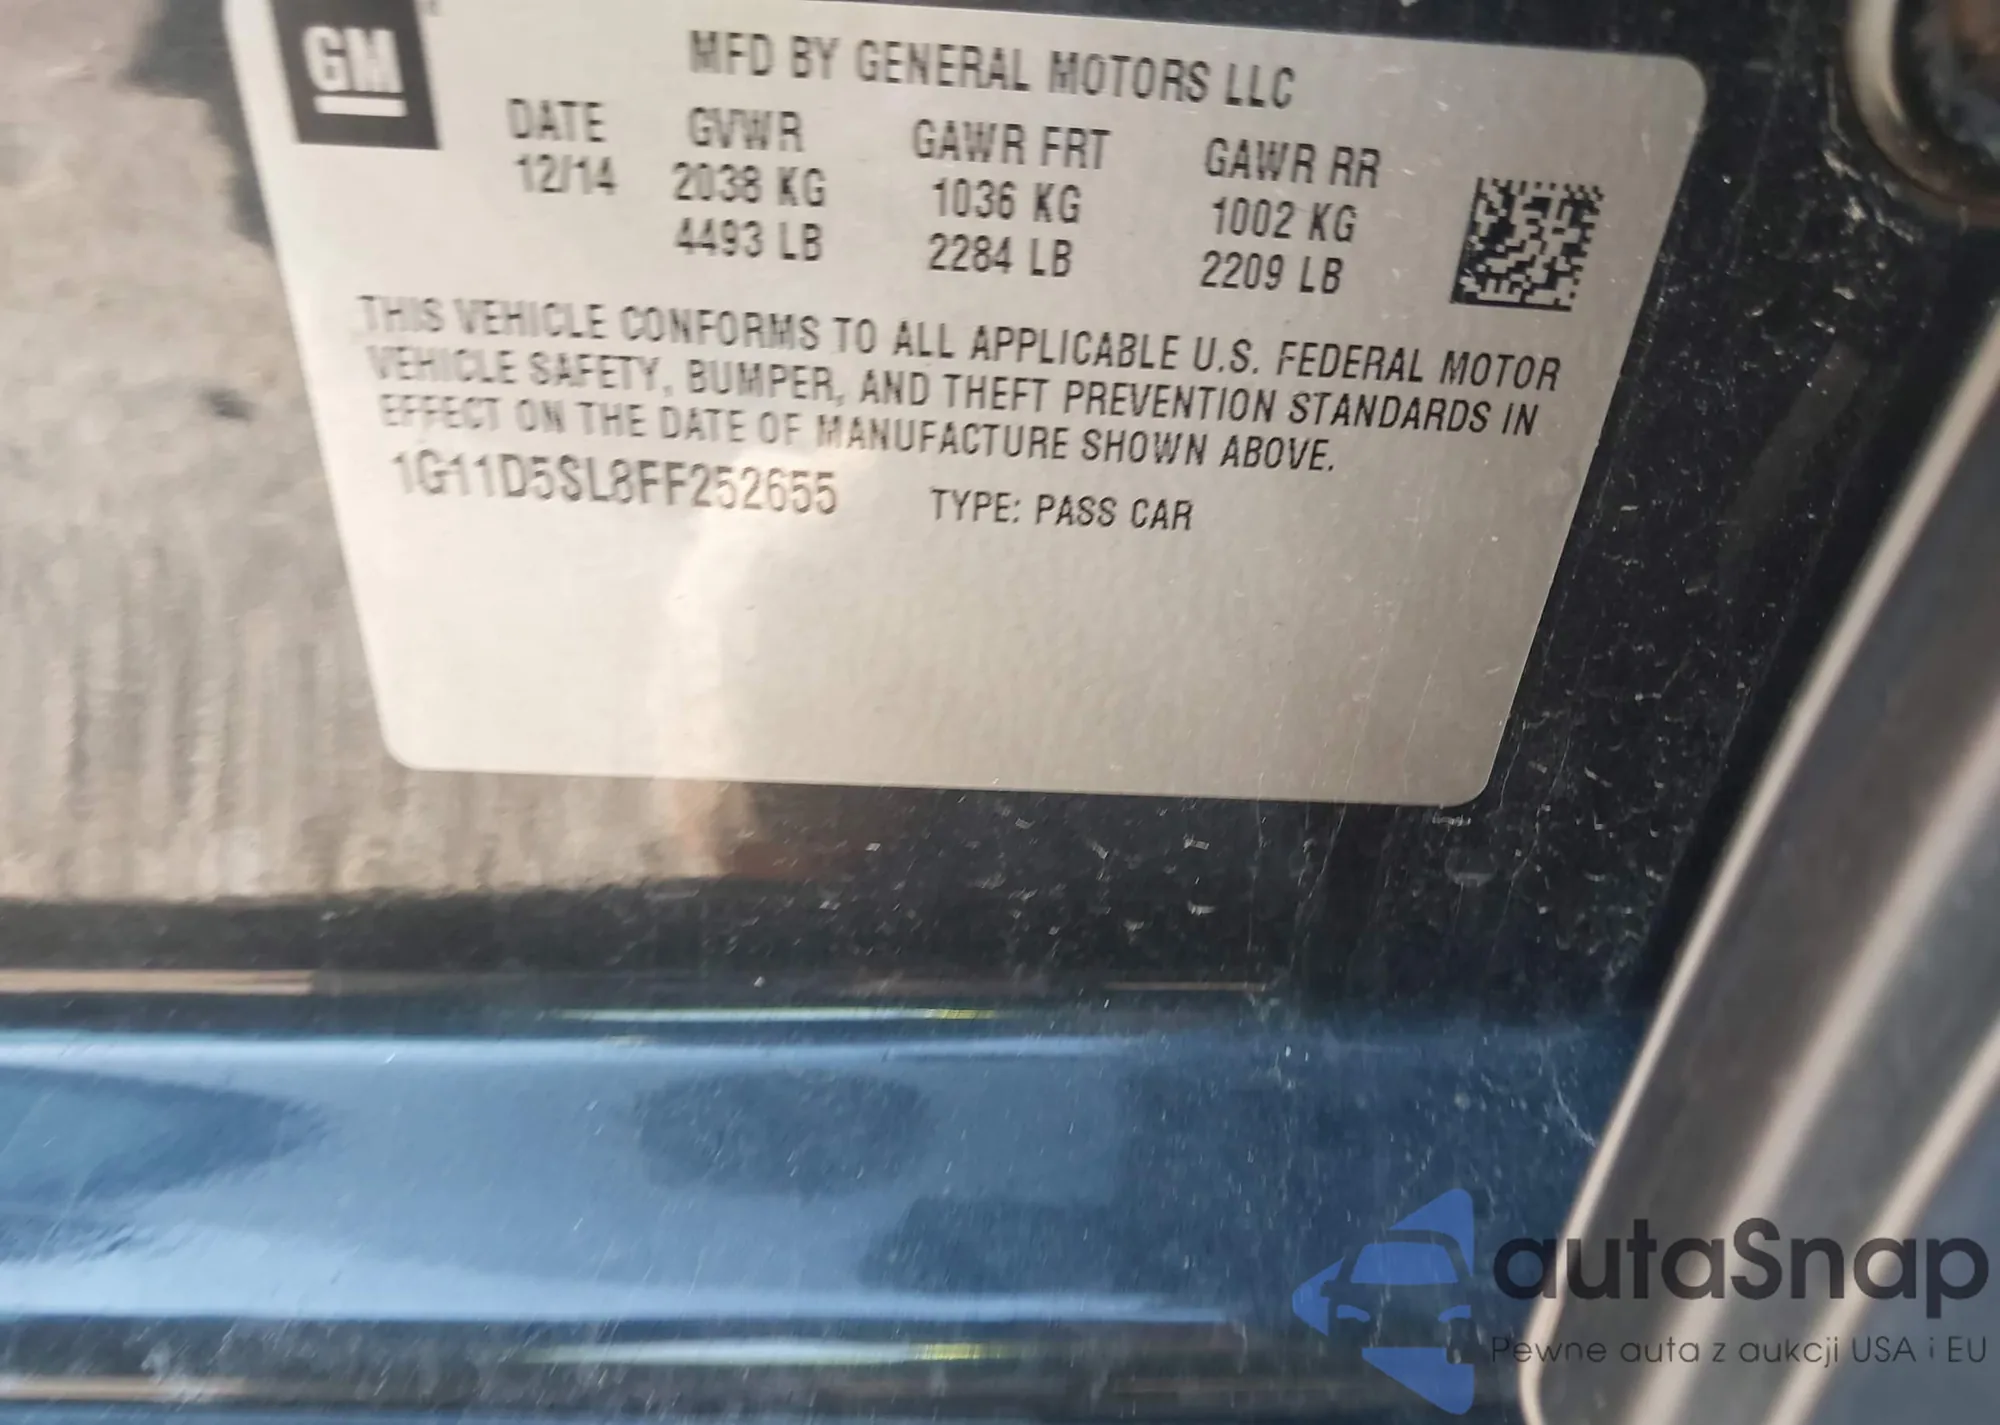 GM
MFD BY GENERAL MOTORS LLC
DATE GVWR GAWR FRT GAWR RR
12/14 2038 KG 1036 KG 1002 KG
4493 LB 2284 LB 2209 LB
THIS VEHICLE CONFORMS TO ALL APPLICABLE U.S. FEDERAL MOTOR
VEHICLE SAFETY, BUMPER, AND THEFT PREVENTION STANDARDS IN
EFFECT ON THE DATE OF MANUFACTURE SHOWN ABOVE.
1G11D5SL8FF252655 TYPE: PASS CAR
autaSnap
Pewne auta z aukcji USA i EU